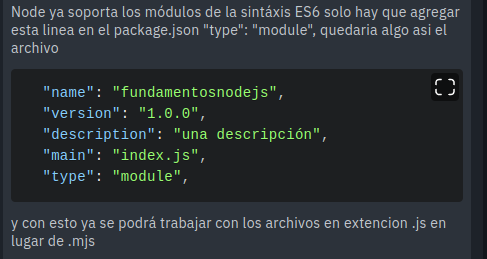 Node ya soporta los módulos de la sintáxis ES6 solo hay que agregar
esta linea en el package.json "type": "module", quedaria algo asi el
archivo
"name": "fundamentosnodejs",
"version": "1.0.0",
"description": "una descripción",
"main": "index.js",
"type": "module",
y con esto ya se podrá trabajar con los archivos en extencion .js en
lugar de .mjs